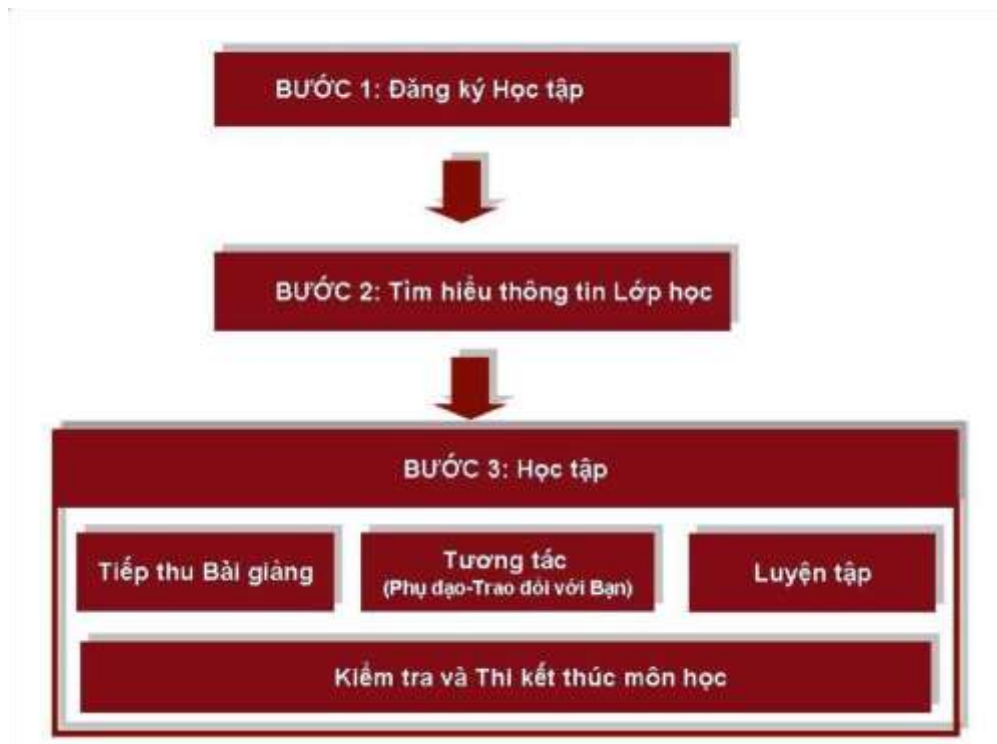 BƯỚC 1: Đăng ký Học tập
BƯỚC 2: Tìm hiểu thông tin Lớp học
BƯỚC 3: Học tập
Tiếp thu Bài giảng
Tương tác
(Phụ đạo-Trao đổi với Bạn)
Luyện tập
Kiểm tra và Thi kết thúc môn học